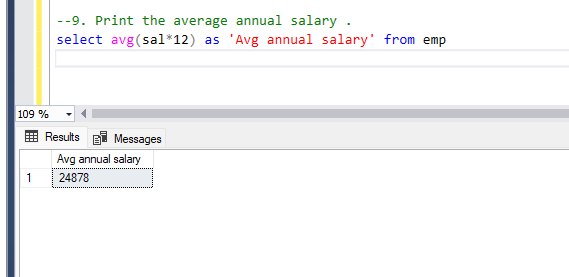 --9. Print the average annual salary .
select avg(sal*12) as 'Avg annual salary' from emp
109 %
Results Messages
Avg annual salary
1 24878